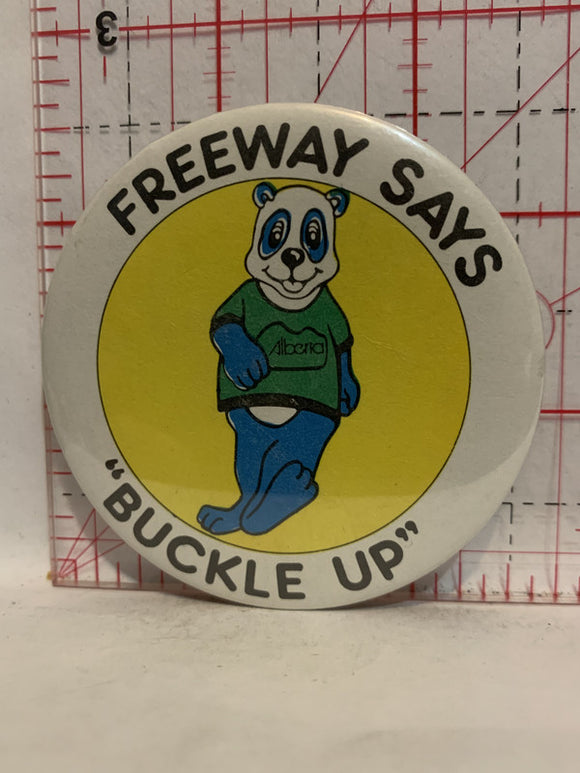 3
FREEWAY SAYS
Alberta
"BUCKLE UP"